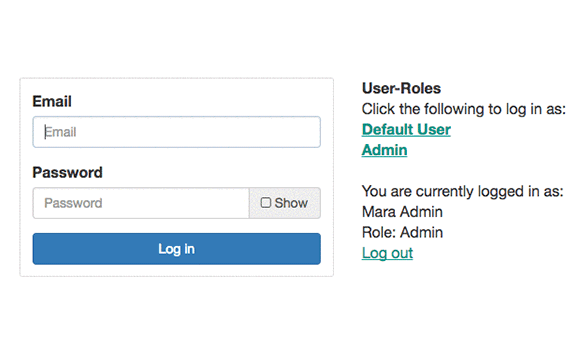 Email
Email
Password
Password
Show
Log in
User-Roles
Click the following to log in as:
Default User
Admin
You are currently logged in as:
Mara Admin
Role: Admin
Log out